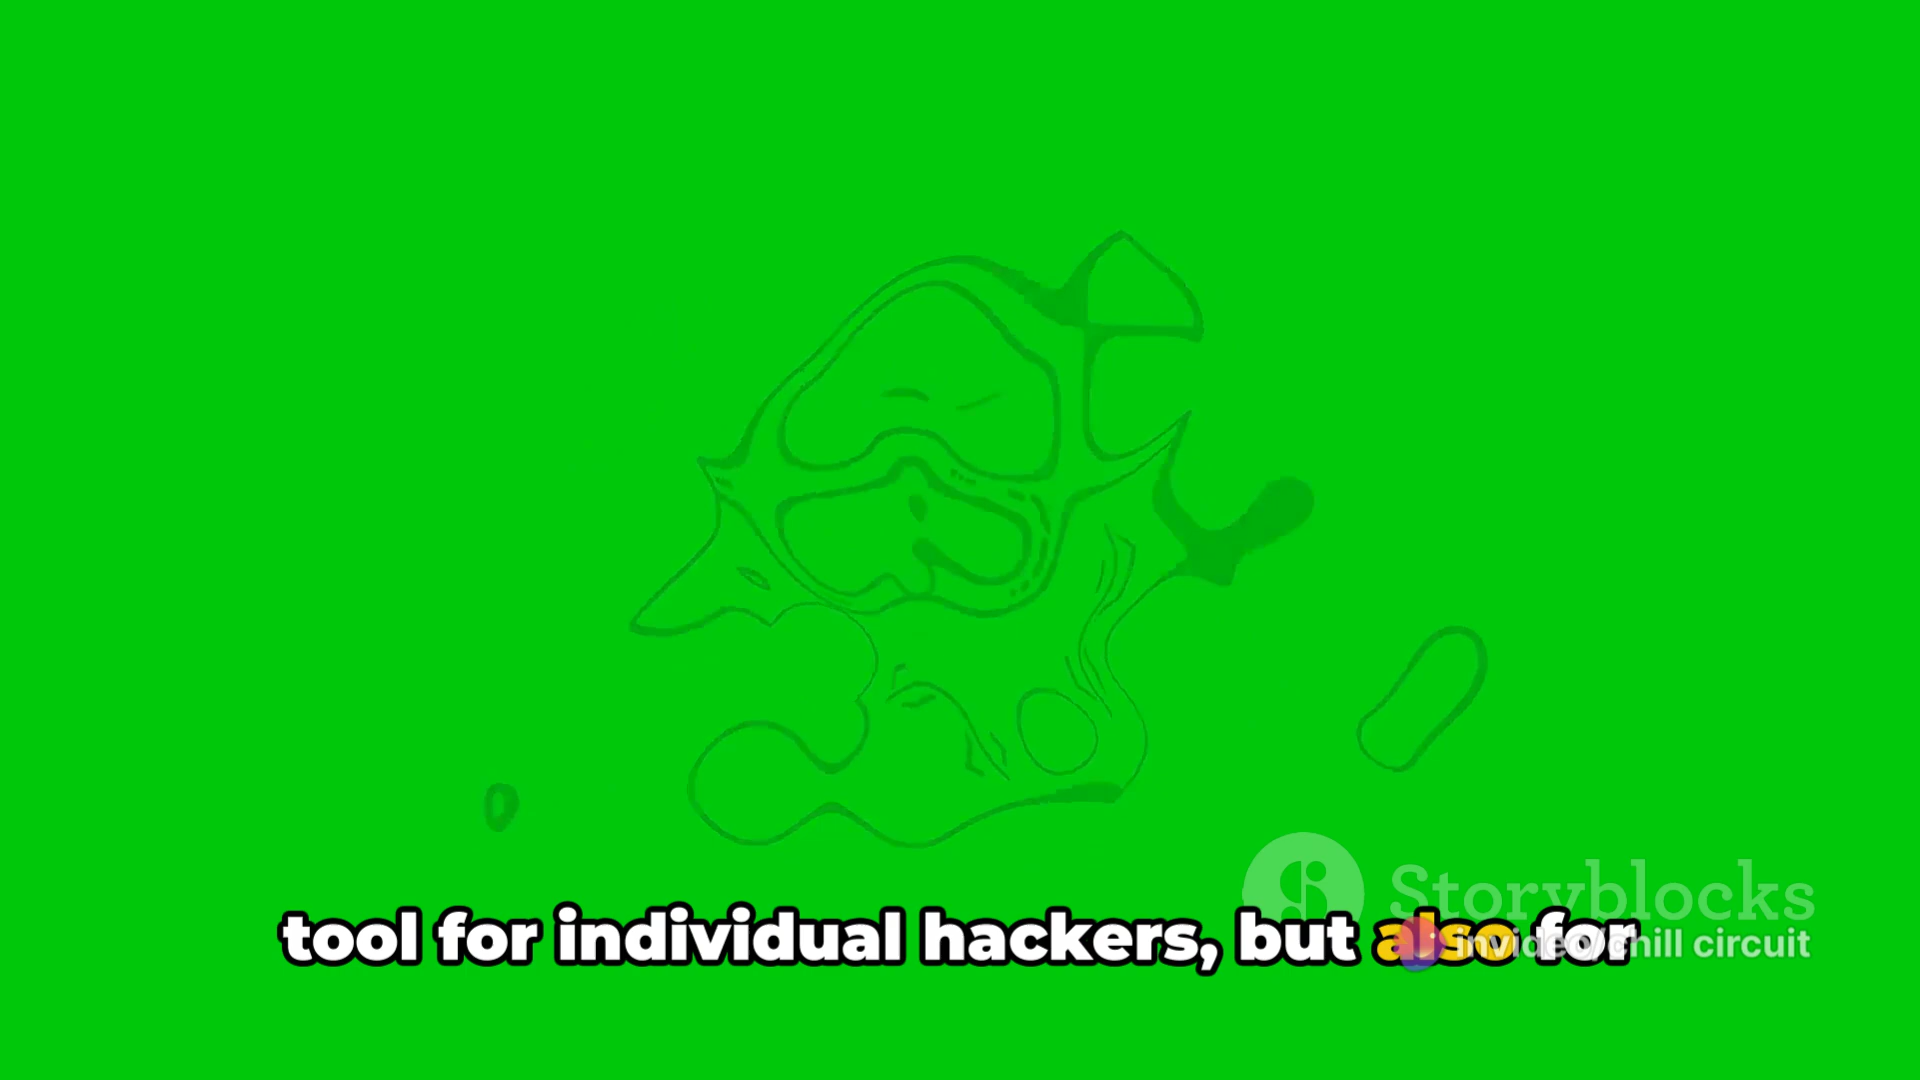 Storyblocks
tool for individual hackers, but also for
invideo/chill circuit